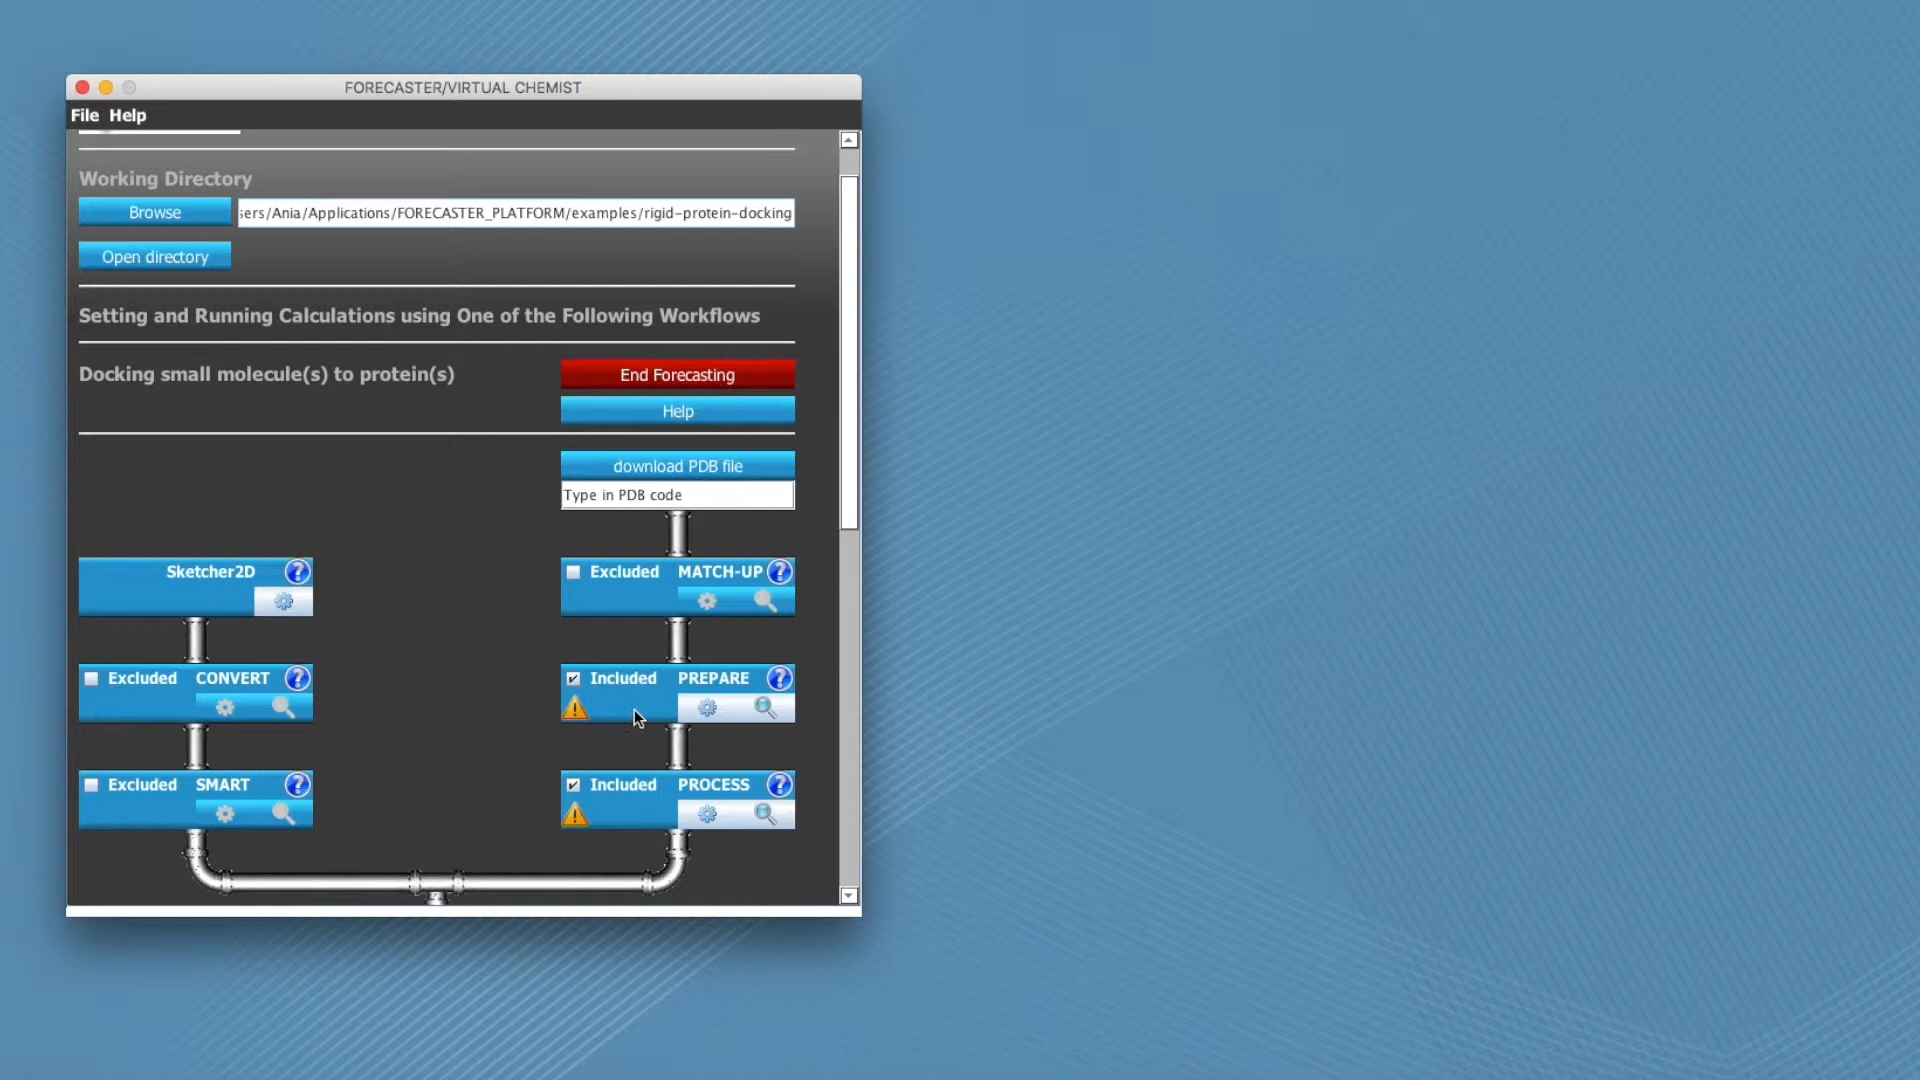 FORECASTER/VIRTUAL CHEMIST
File Help
Working Directory
Browse
sers/Ania/Applications/FORECASTER_PLATFORM/examples/rigid-protein-docking
Open directory
Setting and Running Calculations using One of the Following Workflows
Docking small molecule(s) to protein(s)
End Forecasting
Help
download PDB file
Type in PDB code
Sketcher2D ?
Excluded MATCH-UP ?
Excluded CONVERT ?
Included PREPARE ?
!
Excluded SMART ?
Included PROCESS ?
!